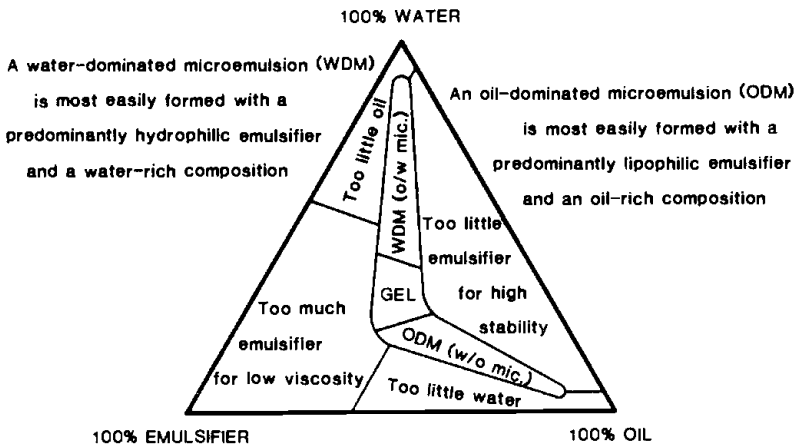 100% WATER
A water-dominated microemulsion (WDM)
is most easily formed with a
predominantly hydrophilic emulsifier
and a water-rich composition
An oil-dominated microemulsion (ODM)
is most easily formed with a
predominantly lipophilic emulsifier
and an oil-rich composition
Too little oil
WDM (o/w mic.)
Too little
emulsifier
for high
stability
GEL
Too much
emulsifier
for low viscosity
ODM (w/o mic.)
Too little water
100% EMULSIFIER
100% OIL